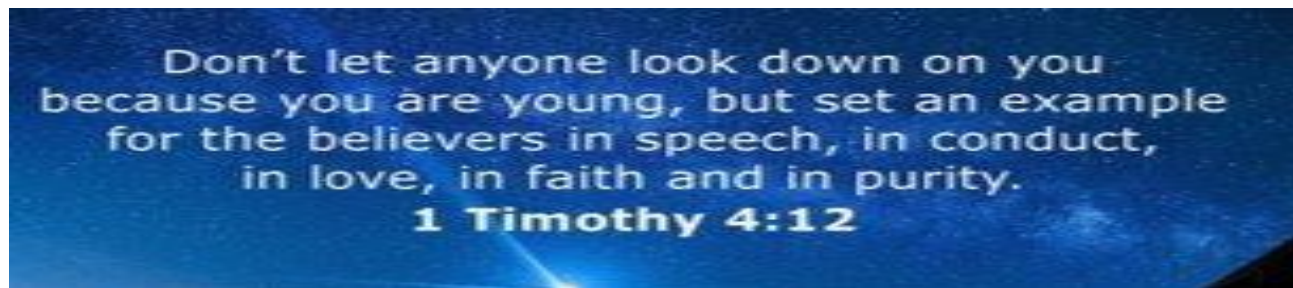 Don't let anyone look down on you
because you are young, but set an example
for the believers in speech, in conduct,
in love, in faith and in purity.
1 Timothy 4:12